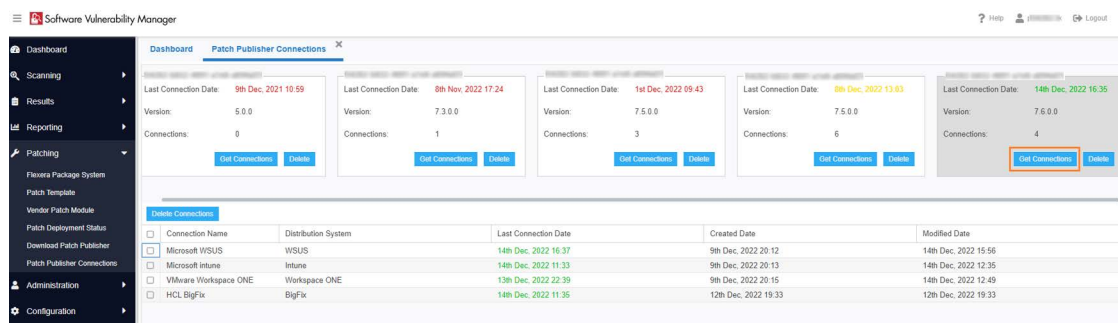 Software Vulnerability Manager
Help
Logout
Dashboard
Scanning
Results
Reporting
Patching
Flexera Package System
Patch Template
Vendor Patch Module
Patch Deployment Status
Download Patch Publisher
Patch Publisher Connections
Administration
Configuration
Dashboard Patch Publisher Connections
Last Connection Date: 9th Dec, 2021 10:59
Version: 5.0.0
Connections: 0
Get Connections Delete
Last Connection Date: 8th Nov, 2022 17:24
Version: 7.3.0.0
Connections: 1
Get Connections Delete
Last Connection Date: 1st Dec, 2022 09:43
Version: 7.5.0.0
Connections: 3
Get Connections Delete
Last Connection Date: 8th Dec, 2022 13:03
Version: 7.5.0.0
Connections: 6
Get Connections Delete
Last Connection Date: 14th Dec, 2022 16:35
Version: 7.6.0.0
Connections: 4
Get Connections Delete
Delete Connections
Connection Name Distribution System Last Connection Date Created Date Modified Date
Microsoft WSUS WSUS 14th Dec, 2022 16:37 9th Dec, 2022 20:12 14th Dec, 2022 15:56
Microsoft intune Intune 14th Dec, 2022 11:33 9th Dec, 2022 20:13 14th Dec, 2022 12:35
VMware Workspace ONE Workspace ONE 13th Dec, 2022 22:39 9th Dec, 2022 20:15 14th Dec, 2022 12:49
HCL BigFix BigFix 14th Dec, 2022 11:35 12th Dec, 2022 19:33 12th Dec, 2022 19:33